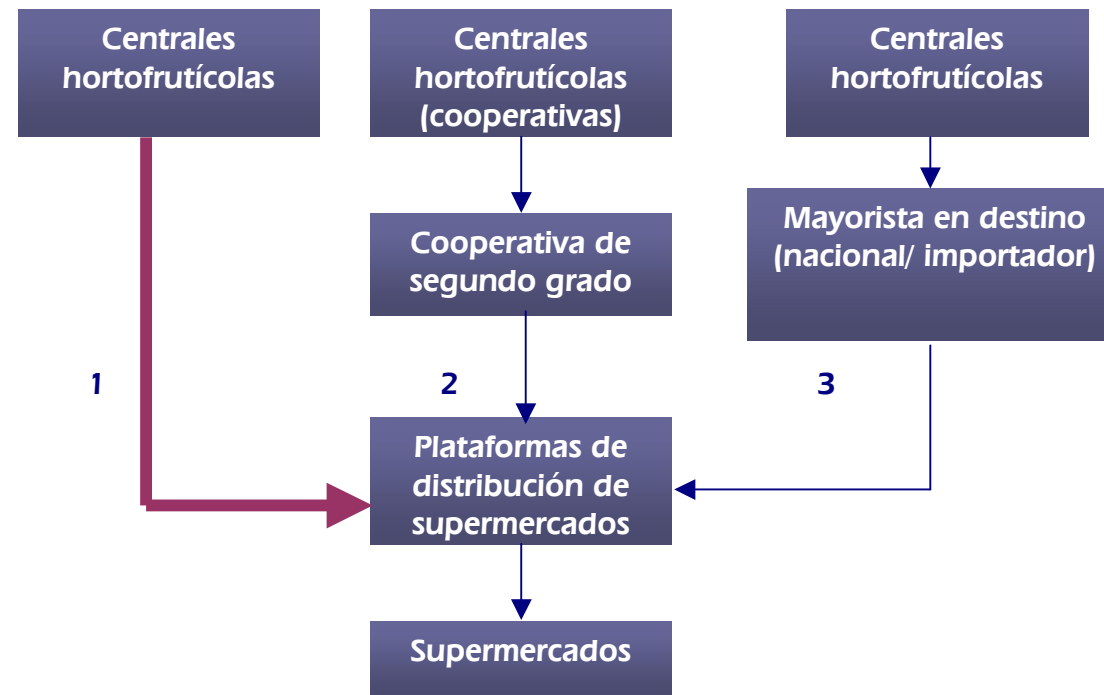 Centrales
hortofrutícolas
Centrales
hortofrutícolas
(cooperativas)
Centrales
hortofrutícolas
Cooperativa de
segundo grado
Mayorista en destino
(nacional/ importador)
1
2
3
Plataformas de
distribución de
supermercados
Supermercados